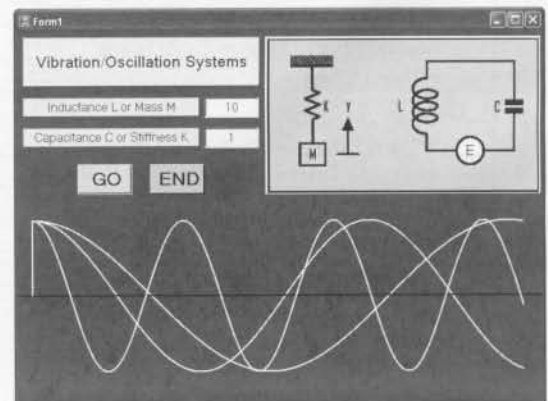 Form1
Vibration/Oscillation Systems
Inductance L or Mass M 10
Capacitance C or Stiffness K 1
GO END
K Y
M
L C
E